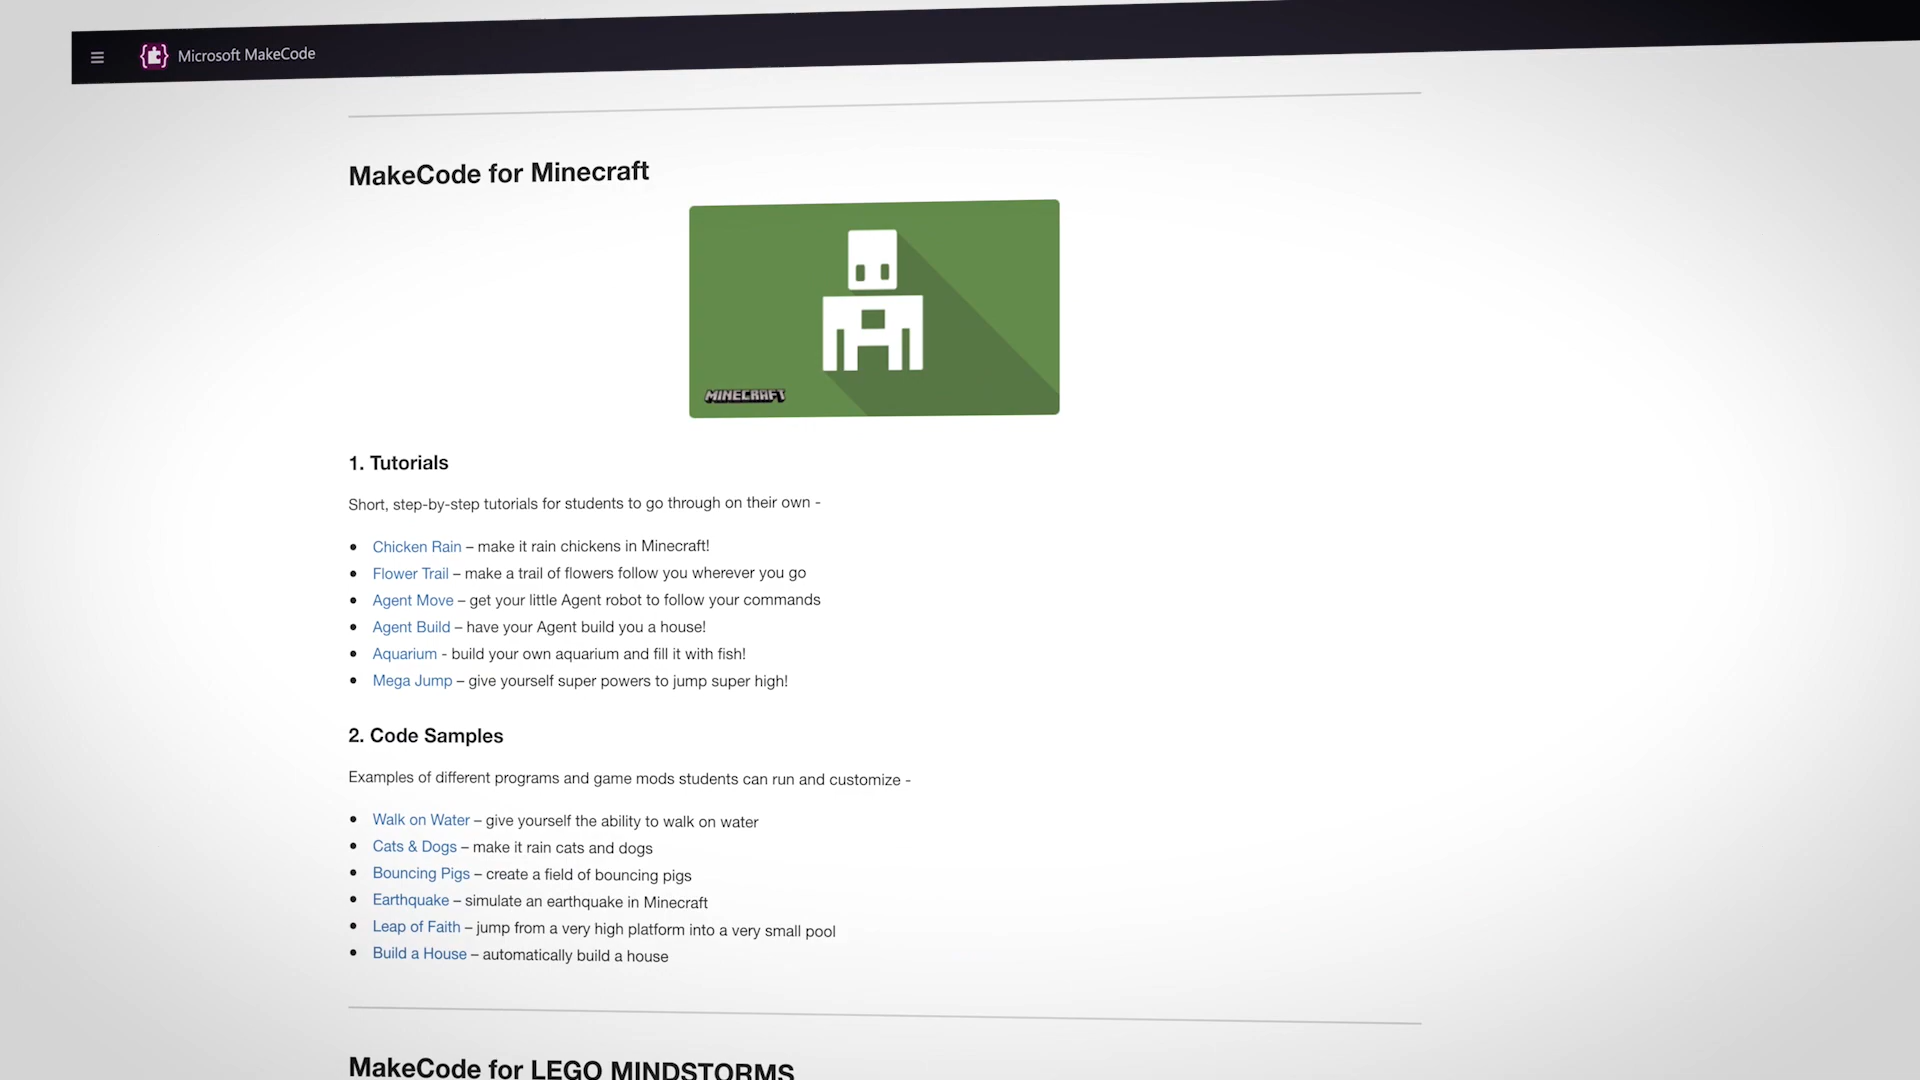 Microsoft MakeCode
MakeCode for Minecraft
MINECRAFT
1. Tutorials
Short, step-by-step tutorials for students to go through on their own -
Chicken Rain – make it rain chickens in Minecraft!
Flower Trail – make a trail of flowers follow you wherever you go
Agent Move – get your little Agent robot to follow your commands
Agent Build – have your Agent build you a house!
Aquarium - build your own aquarium and fill it with fish!
Mega Jump – give yourself super powers to jump super high!
2. Code Samples
Examples of different programs and game mods students can run and customize -
Walk on Water – give yourself the ability to walk on water
Cats & Dogs – make it rain cats and dogs
Bouncing Pigs – create a field of bouncing pigs
Earthquake – simulate an earthquake in Minecraft
Leap of Faith – jump from a very high platform into a very small pool
Build a House – automatically build a house
MakeCode for LEGO MINDSTORMS